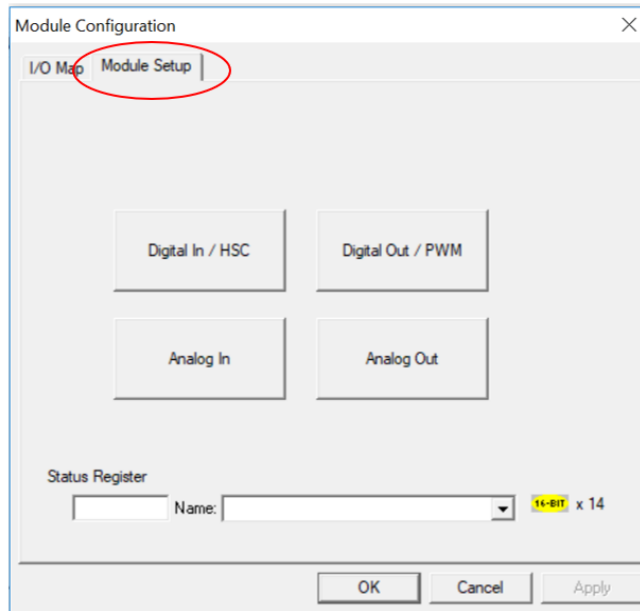 Module Configuration
I/O Map Module Setup
Digital In / HSC Digital Out / PWM
Analog In Analog Out
Status Register
Name: 16-BIT x 14
OK Cancel Apply